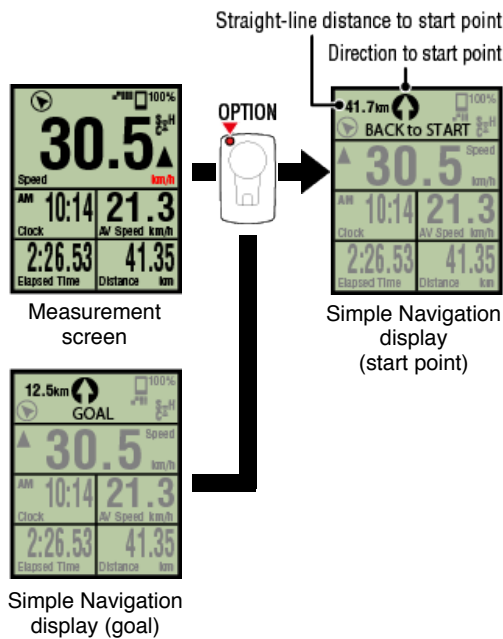 Straight-line distance to start point
Direction to start point
100%
30.5
S H
C
Speed
km/h
AM 10:14
Clock
21.3
AV Speed km/h
2:26.53
Elapsed Time
41.35
Distance km
Measurement
screen
OPTION
41.7km
100%
BACK to START
S H
C
30.5
Speed
km/h
AM 10:14
Clock
21.3
AV Speed km/h
2:26.53
Elapsed Time
41.35
Distance km
Simple Navigation
display
(start point)
12.5km
100%
GOAL
S H
C
30.5
Speed
km/h
AM 10:14
Clock
21.3
AV Speed km/h
2:26.53
Elapsed Time
41.35
Distance km
Simple Navigation
display (goal)